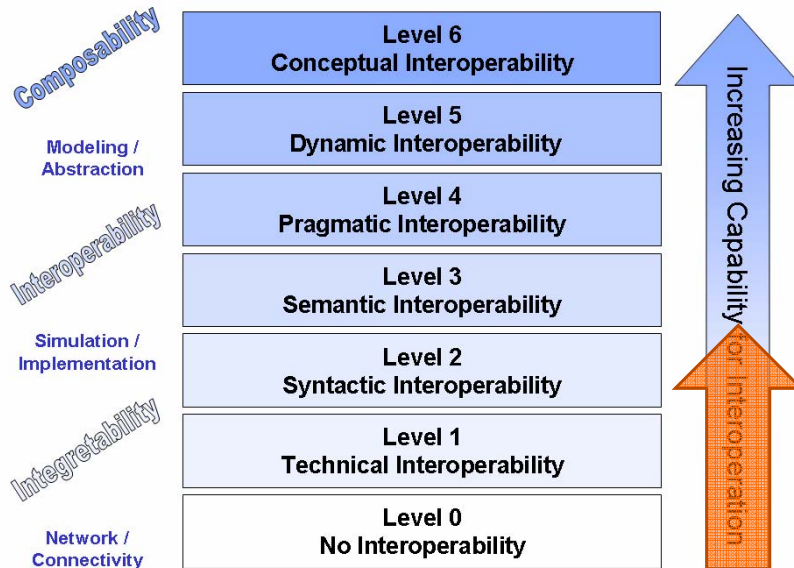 Composability
Level 6
Conceptual Interoperability
Modeling /
Abstraction
Level 5
Dynamic Interoperability
Interoperability
Level 4
Pragmatic Interoperability
Level 3
Semantic Interoperability
Simulation /
Implementation
Level 2
Syntactic Interoperability
Integretability
Level 1
Technical Interoperability
Network /
Connectivity
Level 0
No Interoperability
Increasing Capability for Interoperation